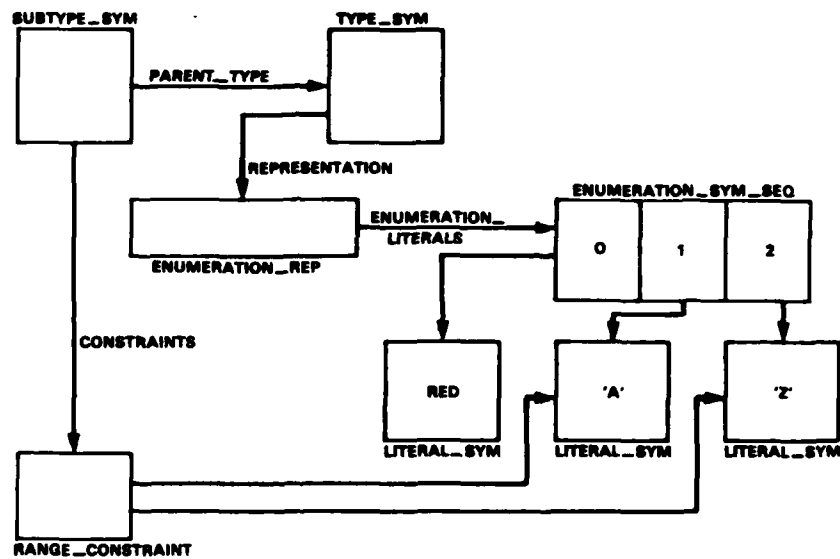 SUBTYPE_SYM
TYPE_SYM
PARENT_TYPE
REPRESENTATION
ENUMERATION_SYM_SEQ
ENUMERATION_
LITERALS
0
1
2
ENUMERATION_REP
CONSTRAINTS
RED
'A'
'Z'
LITERAL_SYM
LITERAL_SYM
LITERAL_SYM
RANGE_CONSTRAINT